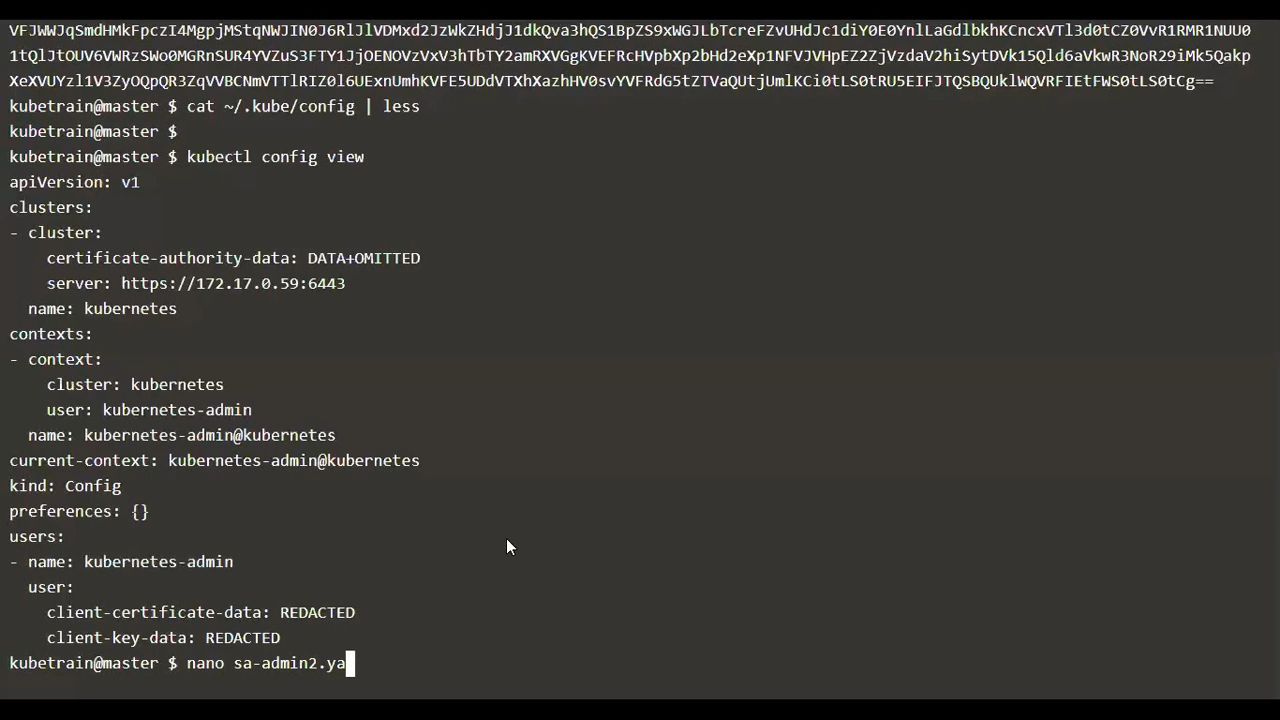 VFJWWJqSmdHMkFpczI4MgpjMStqNWJIN0J6RlJlVDMxd2JzWkZHdjJ1dkQva3hQS1BpZS9xWGJLbTcreFZvUHdJc1diY0E0YnlLaGdlbkhKCncxVTl3d0tCZ0VvR1RMR1NUU0
1tQlJtOUV6VWRzSWo0MGRnSUR4YVZuS3FTY1JjOENOVzVxV3hTbTY2amRXVGgKVEFRcHVpbXp2bHd2eXp1NFVJVHpEZ2ZjVzdaV2hiSytDVk15Qld6aVkwR3NoR29iMk5Qakp
XeXVUYzl1V3ZyOQpQR3ZqVVBCNmVTTlRIZ0l6UExnUmhKVFE5UDdVTXhXazhHV0svYVFRdG5tZTVaQUtjUmlKCi0tLS0tRU5EIFJTQSBQUklWQVRFIEtFWS0tLS0tCg==
kubetrain@master $ cat ~/.kube/config | less
kubetrain@master $
kubetrain@master $ kubectl config view
apiVersion: v1
clusters:
- cluster:
    certificate-authority-data: DATA+OMITTED
    server: https://172.17.0.59:6443
  name: kubernetes
contexts:
- context:
    cluster: kubernetes
    user: kubernetes-admin
  name: kubernetes-admin@kubernetes
current-context: kubernetes-admin@kubernetes
kind: Config
preferences: {}
users:
- name: kubernetes-admin
  user:
    client-certificate-data: REDACTED
    client-key-data: REDACTED
kubetrain@master $ nano sa-admin2.ya